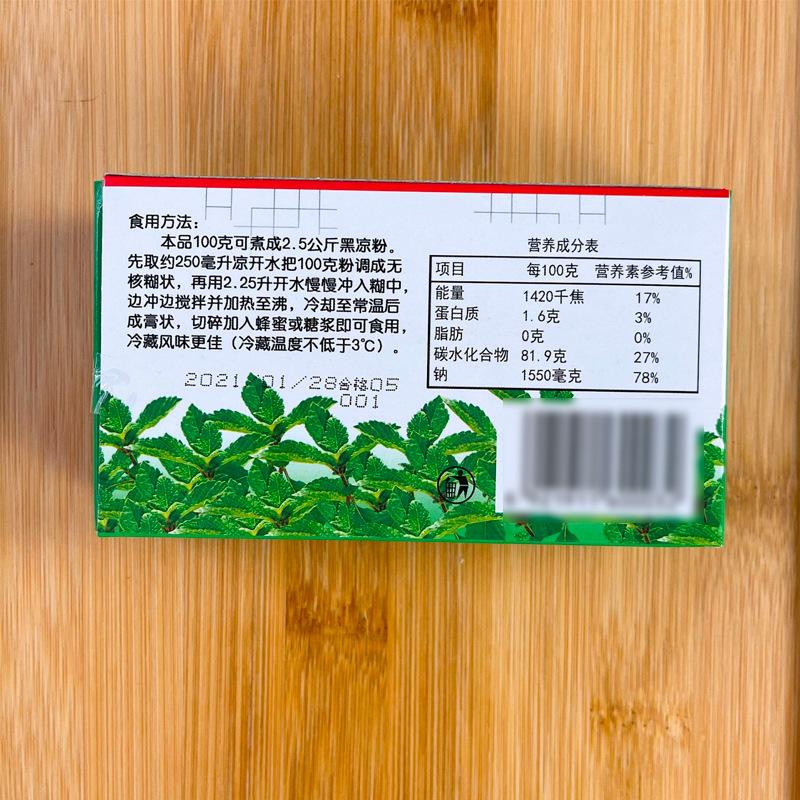 食用方法:
本品100克可煮成2.5公斤黑凉粉。
先取约250毫升凉开水把100克粉调成无
核糊状，再用2.25升开水慢慢冲入糊中，
边冲边搅拌并加热至沸，冷却至常温后
成膏状，切碎加入蜂蜜或糖浆即可食用，
冷藏风味更佳（冷藏温度不低于3℃）。
2021/01/28合格05
001
营养成分表
项目 每100克 营养素参考值%
能量 1420千焦 17%
蛋白质 1.6克 3%
脂肪 0克 0%
碳水化合物 81.9克 27%
钠 1550毫克 78%